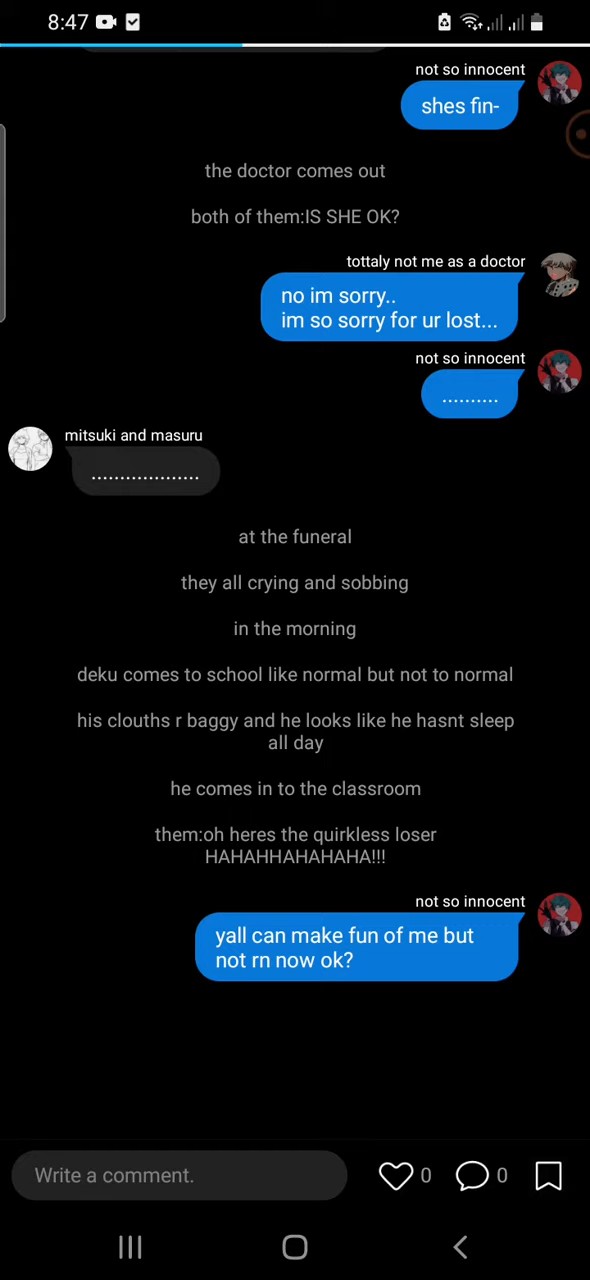 8:47
not so innocent
shes fin-
the doctor comes out
both of them:IS SHE OK?
tottaly not me as a doctor
no im sorry..
im so sorry for ur lost...
not so innocent
..........
mitsuki and masuru
...................
at the funeral
they all crying and sobbing
in the morning
deku comes to school like normal but not to normal
his clouths r baggy and he looks like he hasnt sleep
all day
he comes in to the classroom
them:oh heres the quirkless loser
HAHAHHAHAHAHA!!!
not so innocent
yall can make fun of me but
not rn now ok?
Write a comment.
0
0